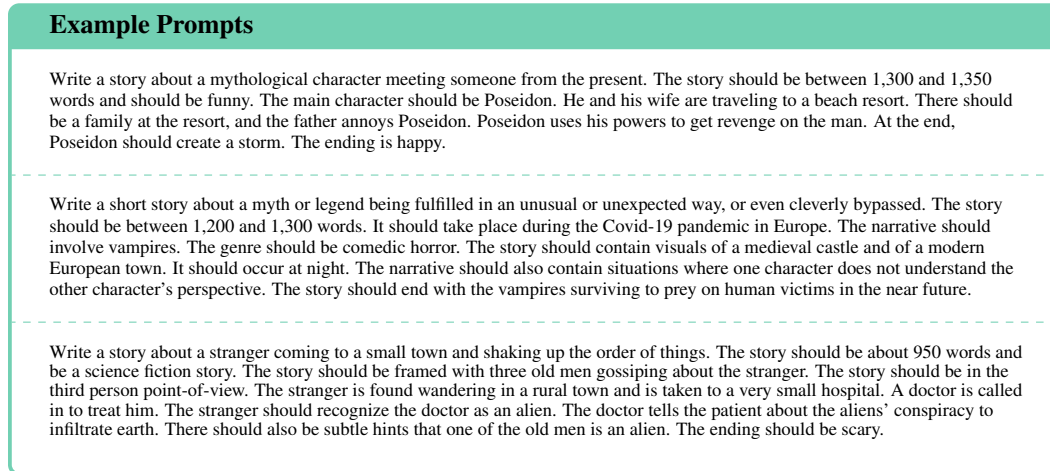 Example Prompts
Write a story about a mythological character meeting someone from the present. The story should be between 1,300 and 1,350
words and should be funny. The main character should be Poseidon. He and his wife are traveling to a beach resort. There should
be a family at the resort, and the father annoys Poseidon. Poseidon uses his powers to get revenge on the man. At the end,
Poseidon should create a storm. The ending is happy.
Write a short story about a myth or legend being fulfilled in an unusual or unexpected way, or even cleverly bypassed. The story
should be between 1,200 and 1,300 words. It should take place during the Covid-19 pandemic in Europe. The narrative should
involve vampires. The genre should be comedic horror. The story should contain visuals of a medieval castle and of a modern
European town. It should occur at night. The narrative should also contain situations where one character does not understand the
other character's perspective. The story should end with the vampires surviving to prey on human victims in the near future.
Write a story about a stranger coming to a small town and shaking up the order of things. The story should be about 950 words and
be a science fiction story. The story should be framed with three old men gossiping about the stranger. The story should be in the
third person point-of-view. The stranger is found wandering in a rural town and is taken to a very small hospital. A doctor is called
in to treat him. The stranger should recognize the doctor as an alien. The doctor tells the patient about the aliens' conspiracy to
infiltrate earth. There should also be subtle hints that one of the old men is an alien. The ending should be scary.